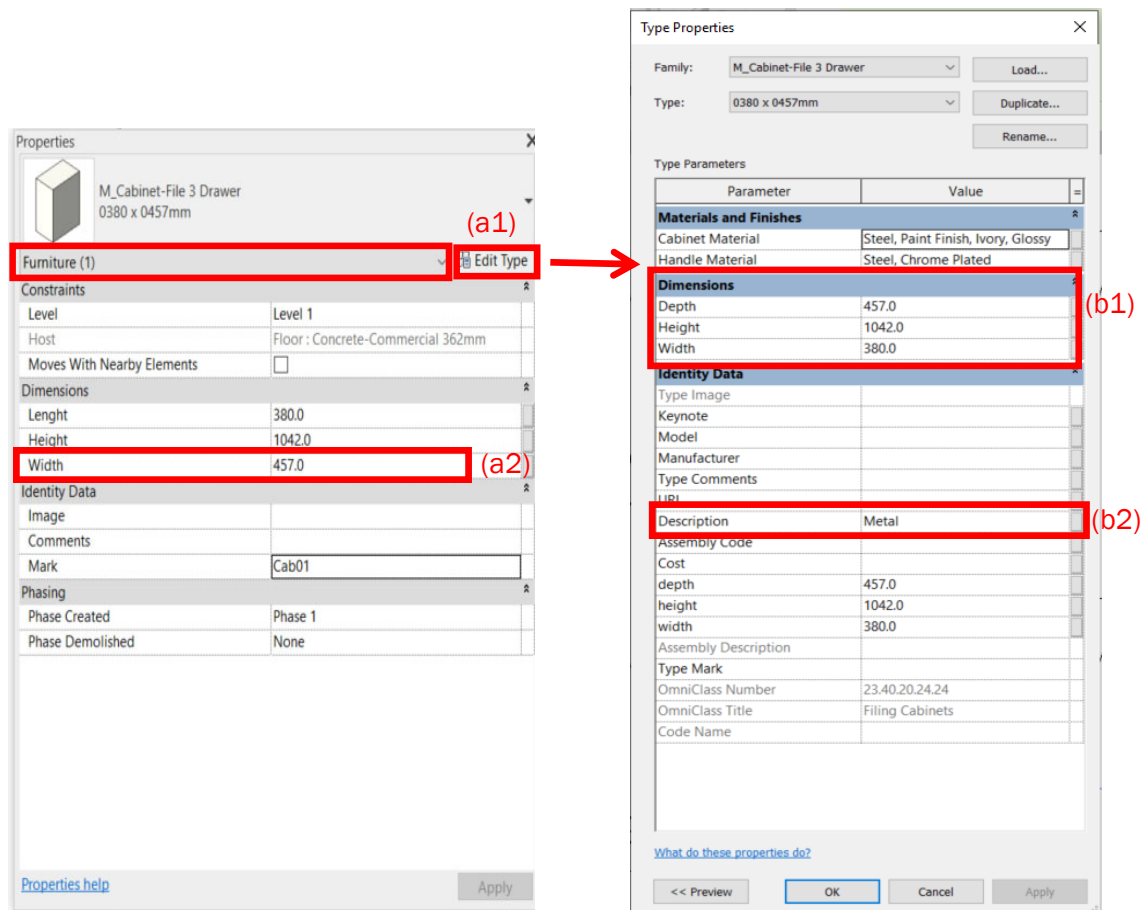 Properties
M_Cabinet-File 3 Drawer
0380 x 0457mm
(a1)
Furniture (1) Edit Type
Constraints
Level Level 1
Host Floor : Concrete-Commercial 362mm
Moves With Nearby Elements
Dimensions
Lenght 380.0
Height 1042.0
Width 457.0 (a2)
Identity Data
Image
Comments
Mark Cab01
Phasing
Phase Created Phase 1
Phase Demolished None
Properties help Apply
Type Properties
Family: M_Cabinet-File 3 Drawer Load...
Type: 0380 x 0457mm Duplicate...
Rename...
Type Parameters
Parameter Value =
Materials and Finishes
Cabinet Material Steel, Paint Finish, Ivory, Glossy
Handle Material Steel, Chrome Plated
Dimensions (b1)
Depth 457.0
Height 1042.0
Width 380.0
Identity Data
Type Image
Keynote
Model
Manufacturer
Type Comments
URL
Description Metal (b2)
Assembly Code
Cost
depth 457.0
height 1042.0
width 380.0
Assembly Description
Type Mark
OmniClass Number 23.40.20.24.24
OmniClass Title Filing Cabinets
Code Name
What do these properties do?
<< Preview OK Cancel Apply